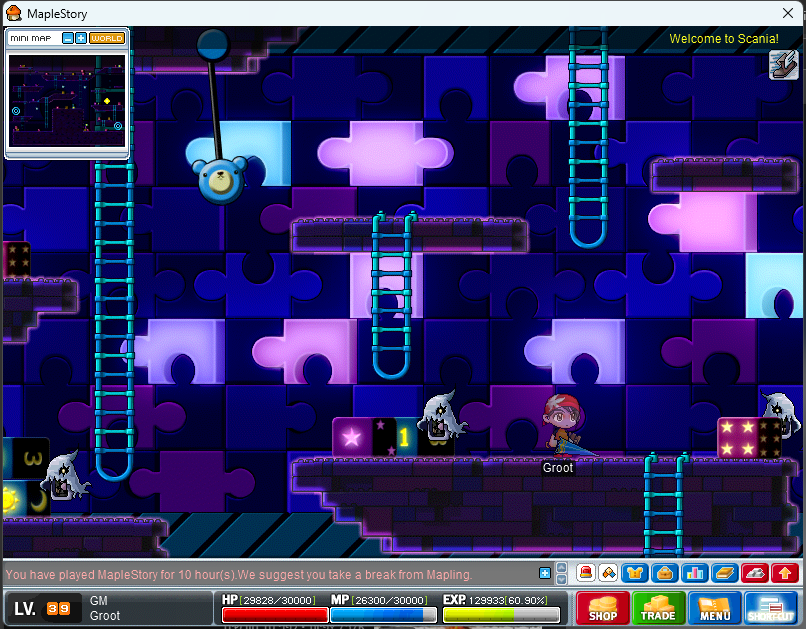 MapleStory
MINI MAP
WORLD
Welcome to Scania!
1
3
Groot
You have played MapleStory for 10 hour(s).We suggest you take a break from Mapling.
LV. 39
GM
Groot
HP[29828/30000] MP[26300/30000] EXP 129933[60.90%]
SHOP
TRADE
MENU
SHORTCUT